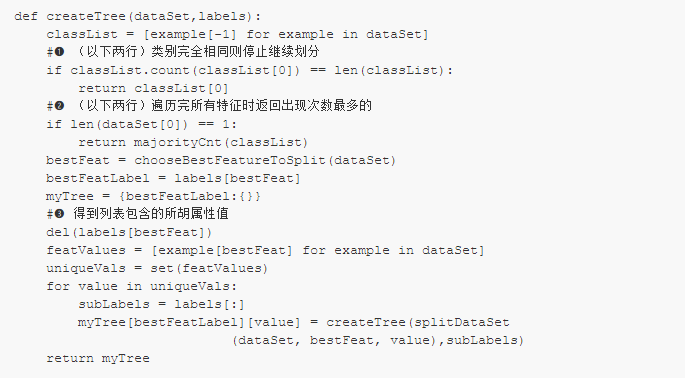 def createTree(dataSet,labels):
    classList = [example[-1] for example in dataSet]
    #❶ （以下两行）类别完全相同则停止继续划分
    if classList.count(classList[0]) == len(classList):
        return classList[0]
    #❷ （以下两行）遍历完所有特征时返回出现次数最多的
    if len(dataSet[0]) == 1:
        return majorityCnt(classList)
    bestFeat = chooseBestFeatureToSplit(dataSet)
    bestFeatLabel = labels[bestFeat]
    myTree = {bestFeatLabel:{}}
    #❸ 得到列表包含的所胡属性值
    del(labels[bestFeat])
    featValues = [example[bestFeat] for example in dataSet]
    uniqueVals = set(featValues)
    for value in uniqueVals:
        subLabels = labels[:]
        myTree[bestFeatLabel][value] = createTree(splitDataSet
                           (dataSet, bestFeat, value),subLabels)
    return myTree